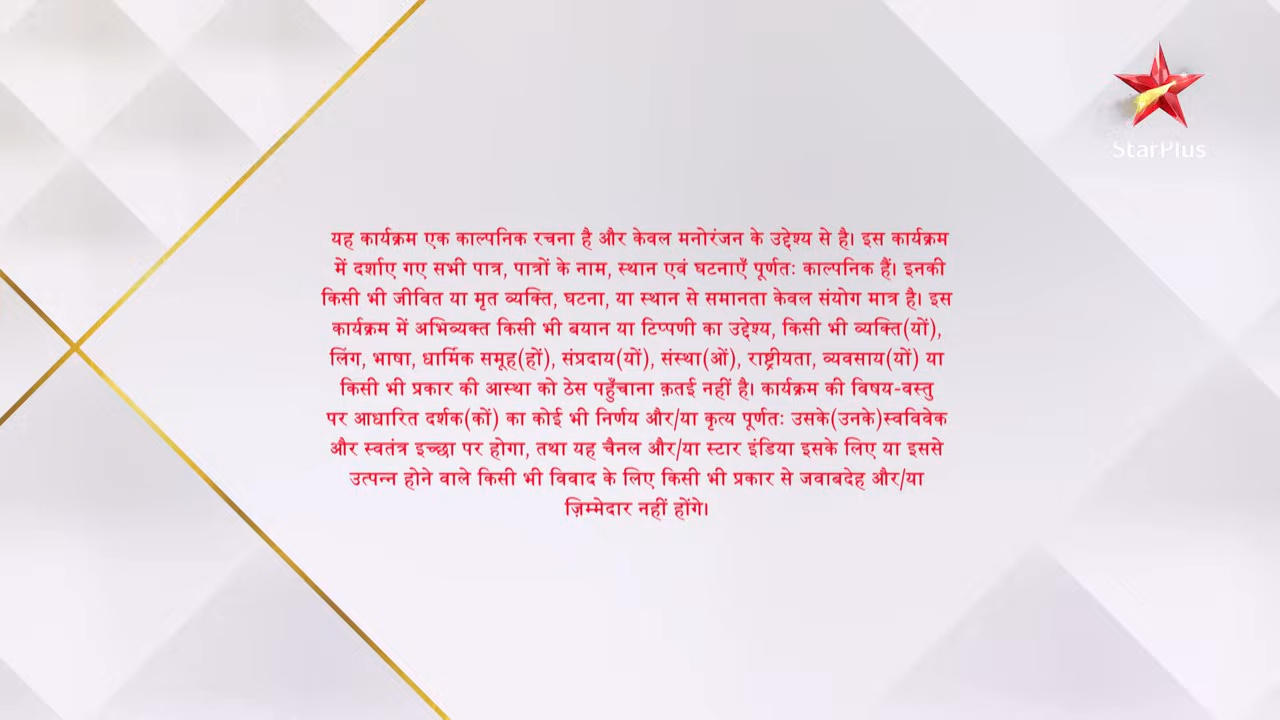 StarPlus
यह कार्यक्रम एक काल्पनिक रचना है और केवल मनोरंजन के उद्देश्य से है। इस कार्यक्रम
में दर्शाए गए सभी पात्र, पात्रों के नाम, स्थान एवं घटनाएँ पूर्णतः काल्पनिक हैं। इनकी
किसी भी जीवित या मृत व्यक्ति, घटना, या स्थान से समानता केवल संयोग मात्र है। इस
कार्यक्रम में अभिव्यक्त किसी भी बयान या टिप्पणी का उद्देश्य, किसी भी व्यक्ति(यों),
लिंग, भाषा, धार्मिक समूह(हों), संप्रदाय(यों), संस्था(ओं), राष्ट्रीयता, व्यवसाय(यों) या
किसी भी प्रकार की आस्था को ठेस पहुँचाना क़तई नहीं है। कार्यक्रम की विषय-वस्तु
पर आधारित दर्शक(कों) का कोई भी निर्णय और/या कृत्य पूर्णतः उसके(उनके)स्वविवेक
और स्वतंत्र इच्छा पर होगा, तथा यह चैनल और/या स्टार इंडिया इसके लिए या इससे
उत्पन्न होने वाले किसी भी विवाद के लिए किसी भी प्रकार से जवाबदेह और/या
ज़िम्मेदार नहीं होंगे।